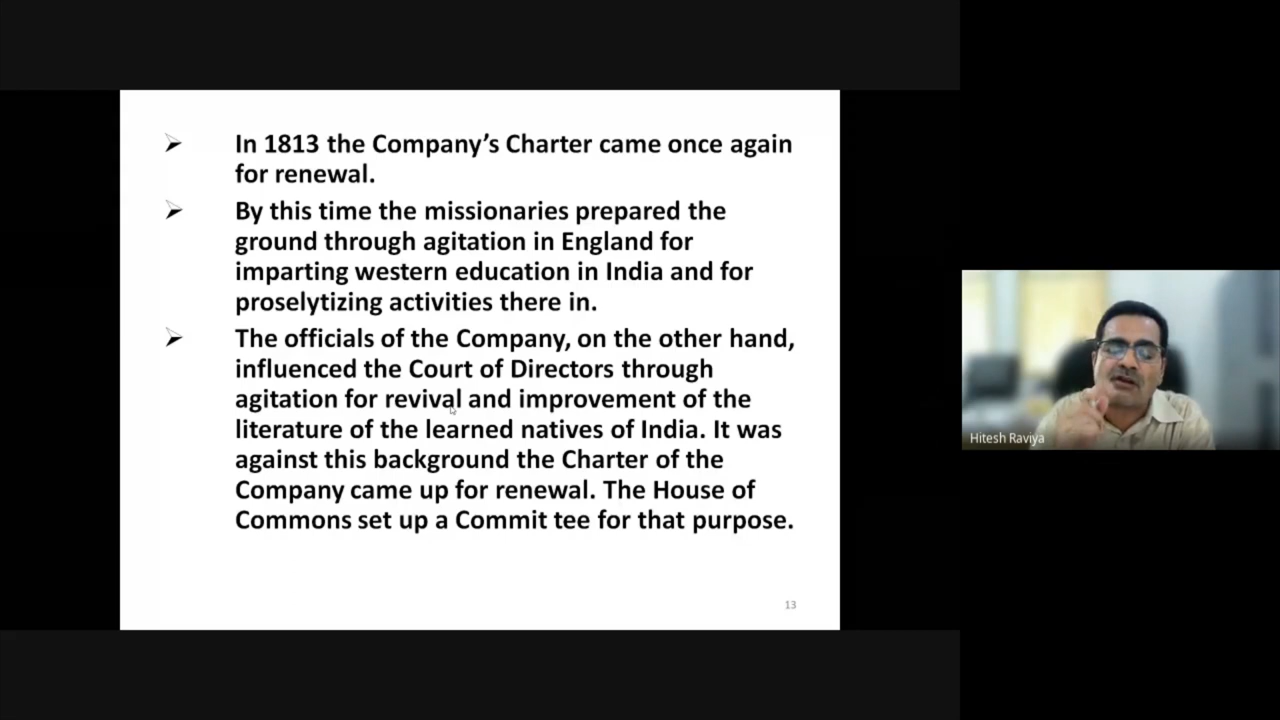 In 1813 the Company’s Charter came once again
for renewal.
By this time the missionaries prepared the
ground through agitation in England for
imparting western education in India and for
proselytizing activities there in.
The officials of the Company, on the other hand,
influenced the Court of Directors through
agitation for revival and improvement of the
literature of the learned natives of India. It was
against this background the Charter of the
Company came up for renewal. The House of
Commons set up a Commit tee for that purpose.
13
Hitesh Raviya